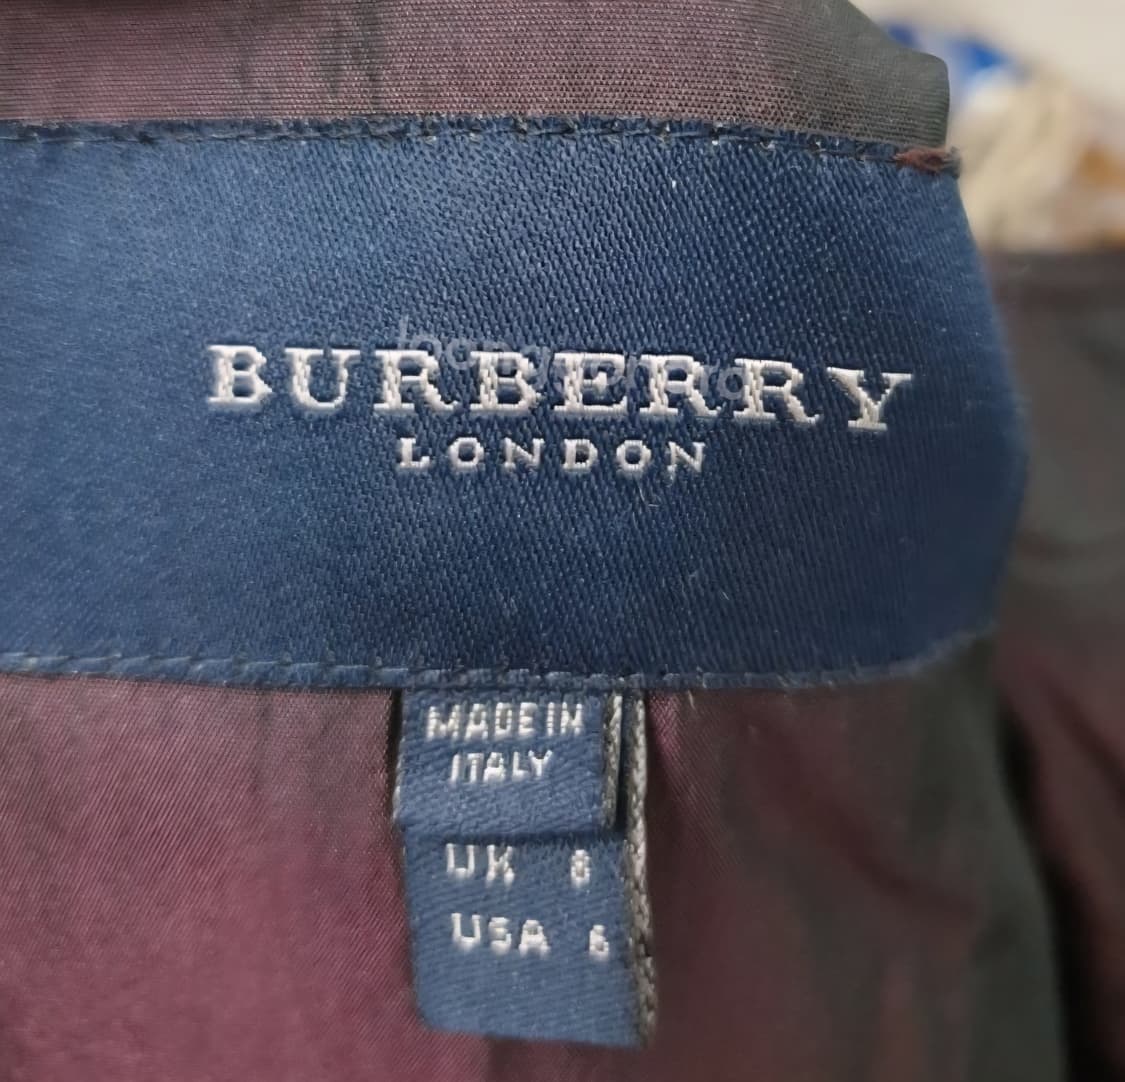 BURBERRY
LONDON
MADE IN
ITALY
UK 8
USA 6